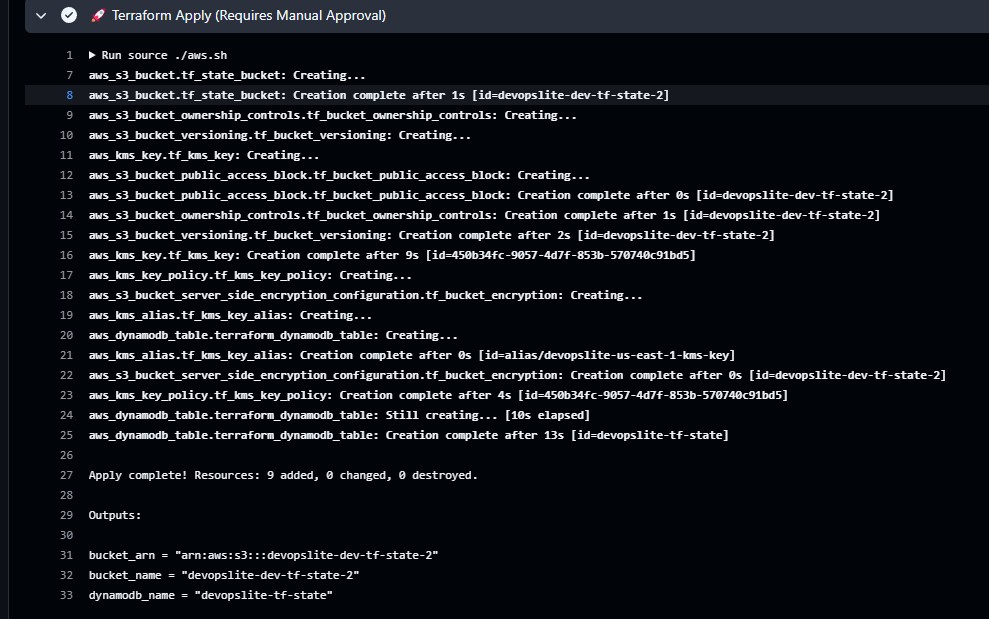 🚀 Terraform Apply (Requires Manual Approval)
1 ▶ Run source ./aws.sh
7 aws_s3_bucket.tf_state_bucket: Creating...
8 aws_s3_bucket.tf_state_bucket: Creation complete after 1s [id=devopslite-dev-tf-state-2]
9 aws_s3_bucket_ownership_controls.tf_bucket_ownership_controls: Creating...
10 aws_s3_bucket_versioning.tf_bucket_versioning: Creating...
11 aws_kms_key.tf_kms_key: Creating...
12 aws_s3_bucket_public_access_block.tf_bucket_public_access_block: Creating...
13 aws_s3_bucket_public_access_block.tf_bucket_public_access_block: Creation complete after 0s [id=devopslite-dev-tf-state-2]
14 aws_s3_bucket_ownership_controls.tf_bucket_ownership_controls: Creation complete after 1s [id=devopslite-dev-tf-state-2]
15 aws_s3_bucket_versioning.tf_bucket_versioning: Creation complete after 2s [id=devopslite-dev-tf-state-2]
16 aws_kms_key.tf_kms_key: Creation complete after 9s [id=450b34fc-9057-4d7f-853b-570740c91bd5]
17 aws_kms_key_policy.tf_kms_key_policy: Creating...
18 aws_s3_bucket_server_side_encryption_configuration.tf_bucket_encryption: Creating...
19 aws_kms_alias.tf_kms_key_alias: Creating...
20 aws_dynamodb_table.terraform_dynamodb_table: Creating...
21 aws_kms_alias.tf_kms_key_alias: Creation complete after 0s [id=alias/devopslite-us-east-1-kms-key]
22 aws_s3_bucket_server_side_encryption_configuration.tf_bucket_encryption: Creation complete after 0s [id=devopslite-dev-tf-state-2]
23 aws_kms_key_policy.tf_kms_key_policy: Creation complete after 4s [id=450b34fc-9057-4d7f-853b-570740c91bd5]
24 aws_dynamodb_table.terraform_dynamodb_table: Still creating... [10s elapsed]
25 aws_dynamodb_table.terraform_dynamodb_table: Creation complete after 13s [id=devopslite-tf-state]
26
27 Apply complete! Resources: 9 added, 0 changed, 0 destroyed.
28
29 Outputs:
30
31 bucket_arn = "arn:aws:s3:::devopslite-dev-tf-state-2"
32 bucket_name = "devopslite-dev-tf-state-2"
33 dynamodb_name = "devopslite-tf-state"